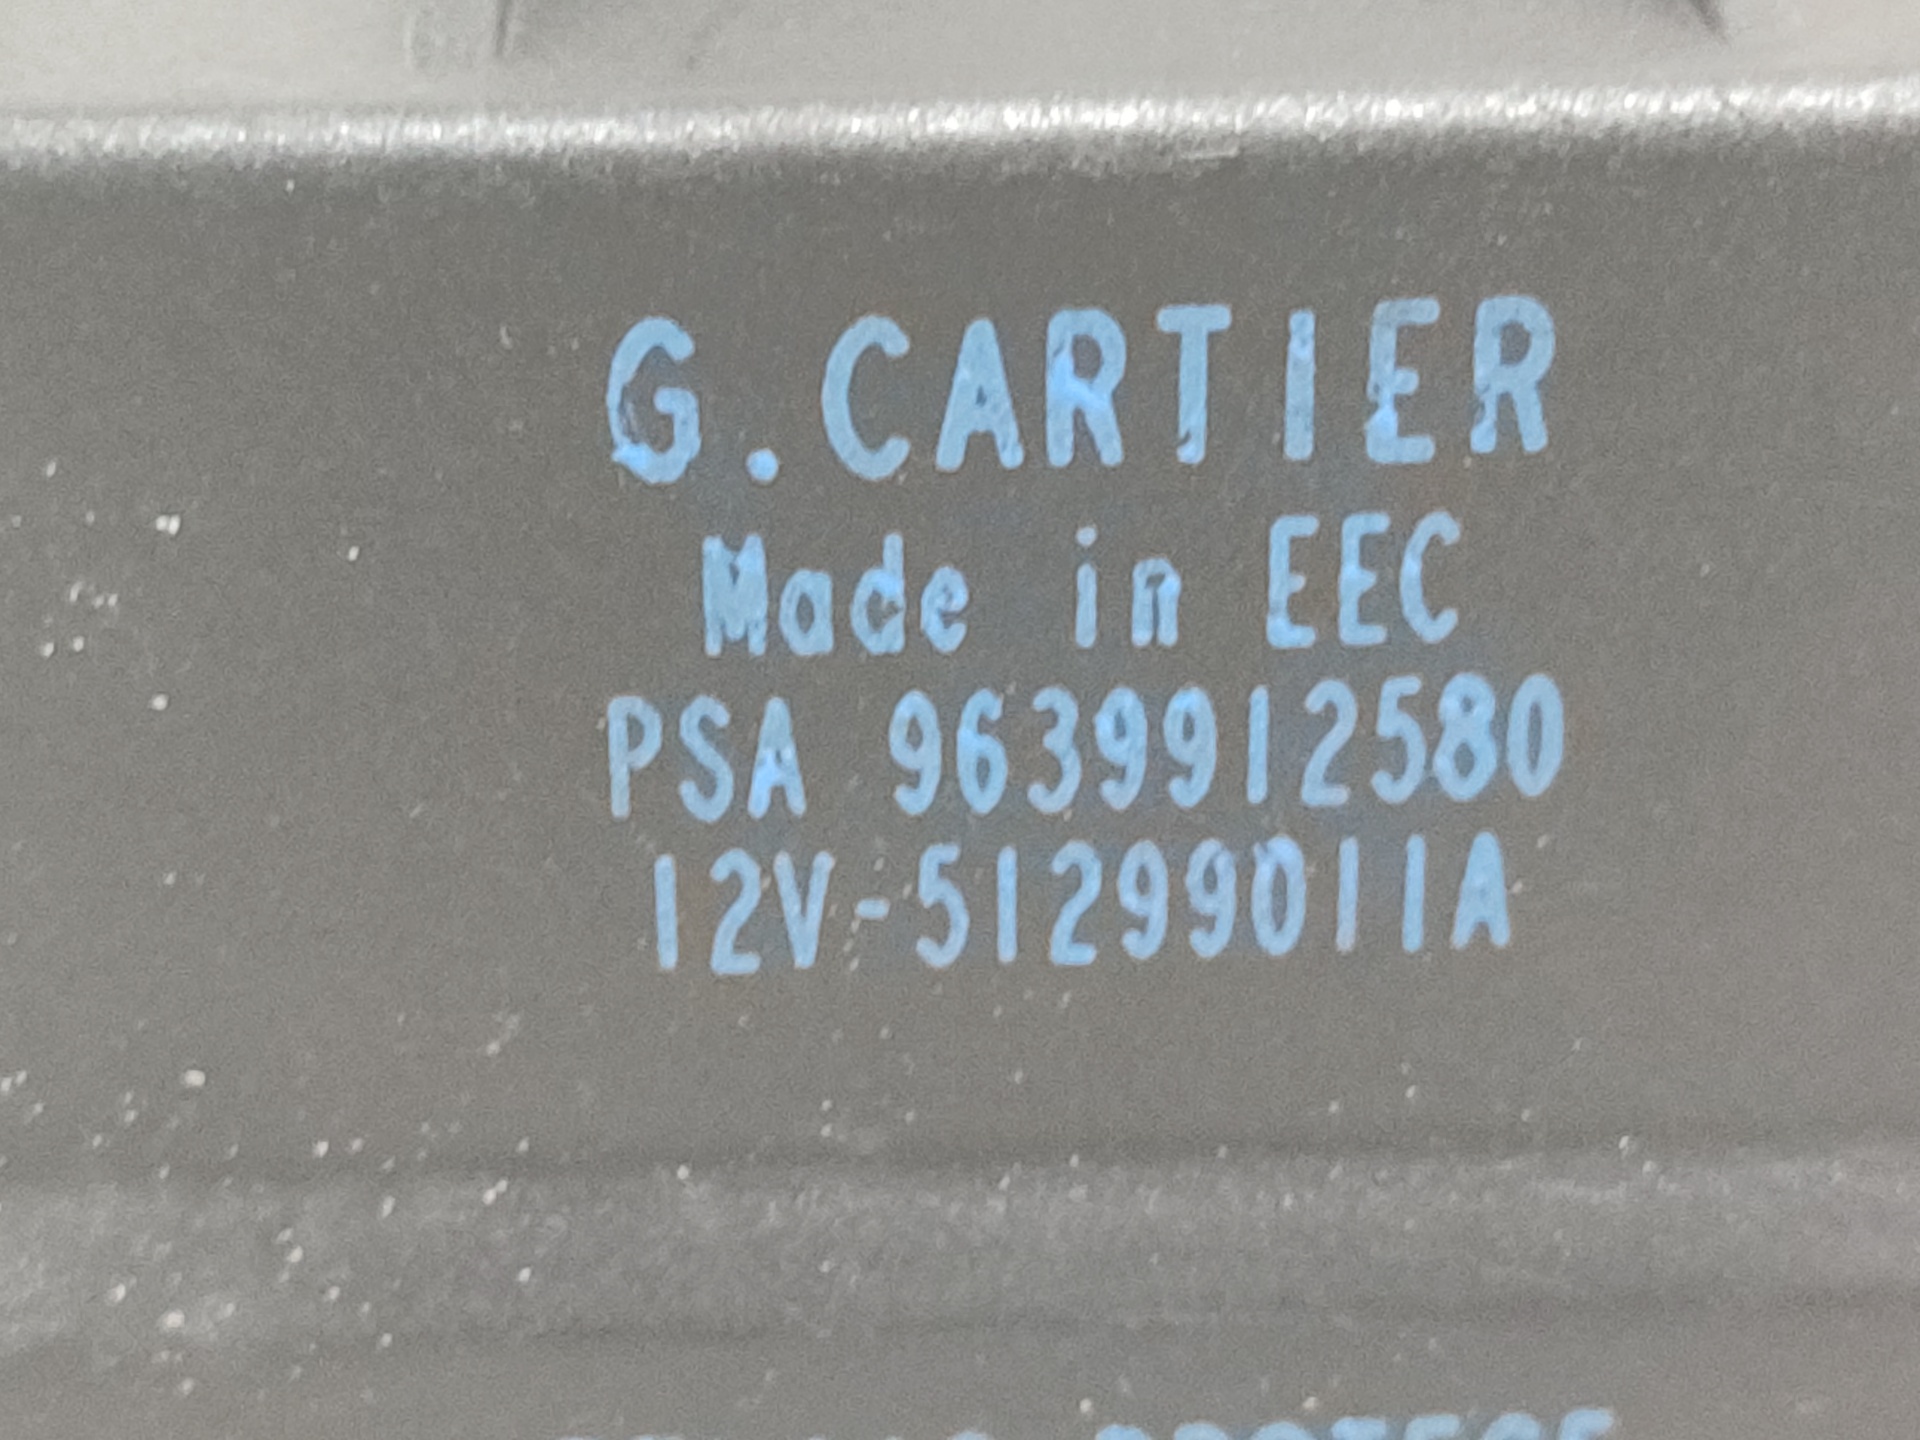 G.CARTIER
Made in EEC
PSA 9639912580
12V-51299011A